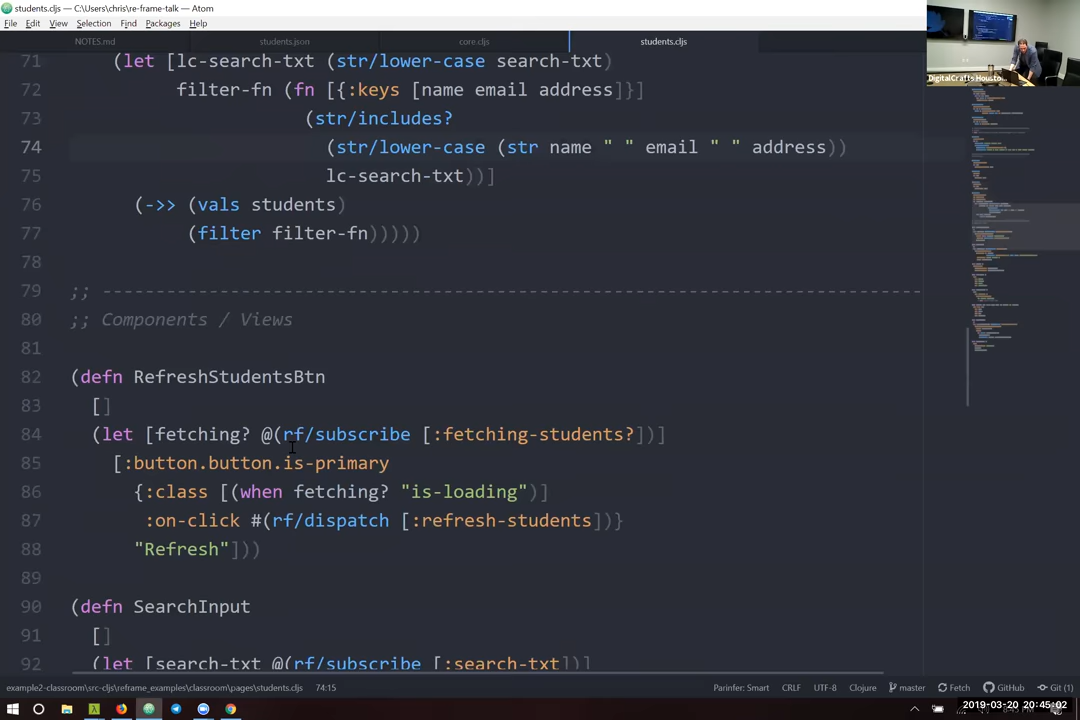 students.cljs — C:\Users\chris\re-frame-talk — Atom
File Edit View Selection Find Packages Help
NOTES.md students.json core.cljs students.cljs
DigitalCrafts Housto
71 (let [lc-search-txt (str/lower-case search-txt)
72 filter-fn (fn [{:keys [name email address]}]
73 (str/includes?
74 (str/lower-case (str name " " email " " address))
75 lc-search-txt))]
76 (->> (vals students)
77 (filter filter-fn)))))
78
79 ;; -----------------------------------------------------------------------------
80 ;; Components / Views
81
82 (defn RefreshStudentsBtn
83 []
84 (let [fetching? @(rf/subscribe [:fetching-students?])]
85 [:button.button.is-primary
86 {:class [(when fetching? "is-loading")]
87 :on-click #(rf/dispatch [:refresh-students])}
88 "Refresh"]))
89
90 (defn SearchInput
91 []
92 (let [search-txt @(rf/subscribe [:search-txt])]
example2-classroom\src-cljs\reframe_examples\classroom\pages\students.cljs 74:15 Parinfer: Smart CRLF UTF-8 Clojure master Fetch GitHub Git (1)
2019-03-20 20:45:02